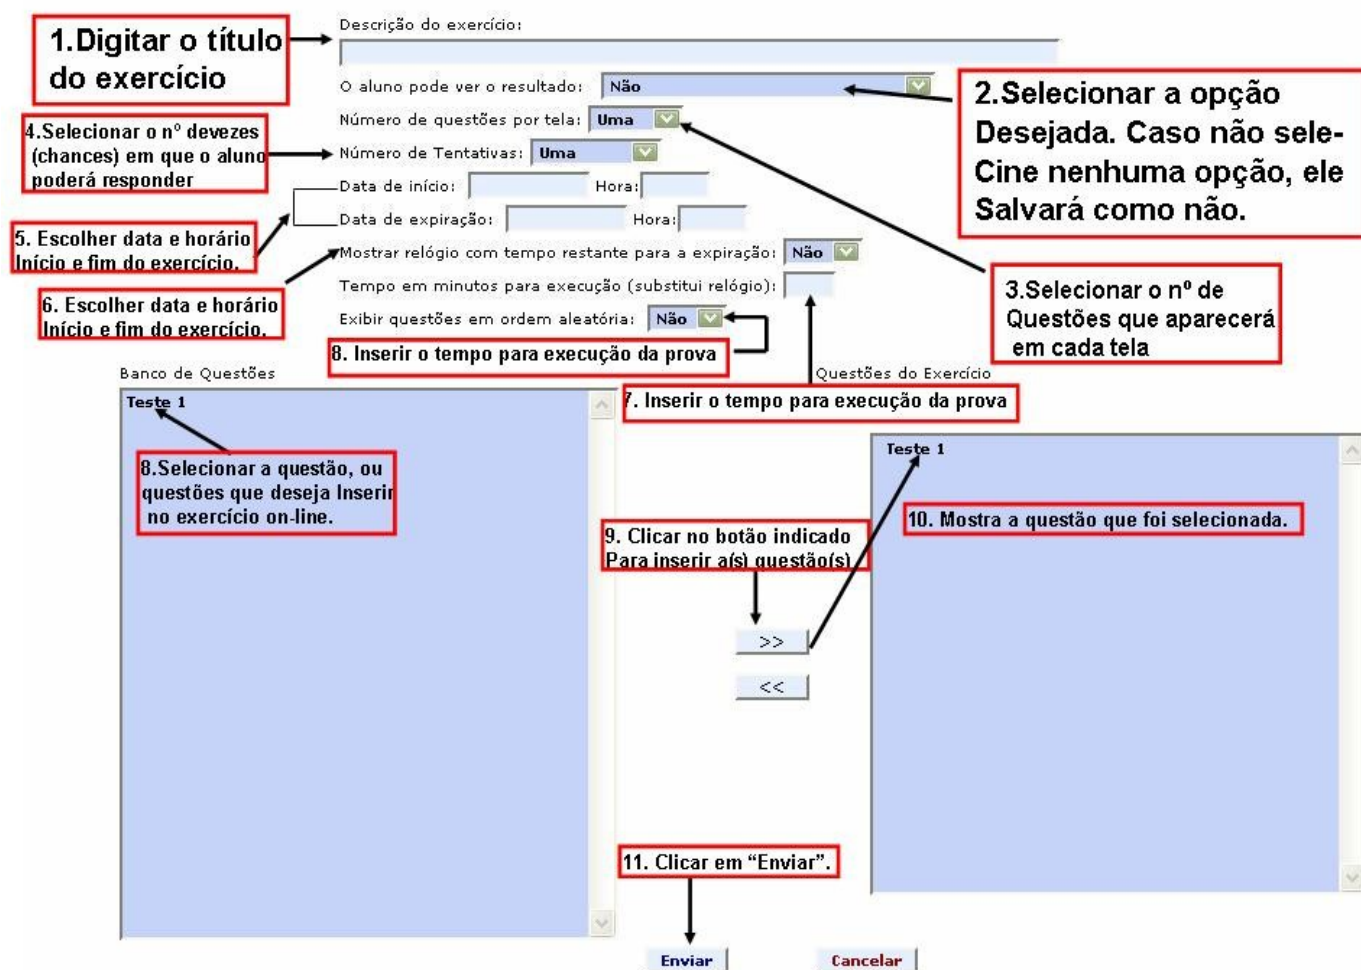 Descrição do exercício:
1.Digitar o título
do exercício
O aluno pode ver o resultado: Não
2.Selecionar a opção
Desejada. Caso não sele-
Cine nenhuma opção, ele
Salvará como não.
Número de questões por tela: Uma
4.Selecionar o nº devezes
(chances) em que o aluno
poderá responder
Número de Tentativas: Uma
Data de início: Hora:
Data de expiração: Hora:
5. Escolher data e horário
Início e fim do exercício.
Mostrar relógio com tempo restante para a expiração: Não
Tempo em minutos para execução (substitui relógio):
3.Selecionar o nº de
Questões que aparecerá
em cada tela
6. Escolher data e horário
Início e fim do exercício.
Exibir questões em ordem aleatória: Não
8. Inserir o tempo para execução da prova
Banco de Questões
Questões do Exercício
7. Inserir o tempo para execução da prova
Teste 1
8.Selecionar a questão, ou
questões que deseja Inserir
no exercício on-line.
Teste 1
10. Mostra a questão que foi selecionada.
9. Clicar no botão indicado
Para inserir a(s) questão(s)
>>
<<
11. Clicar em “Enviar”.
Enviar
Cancelar